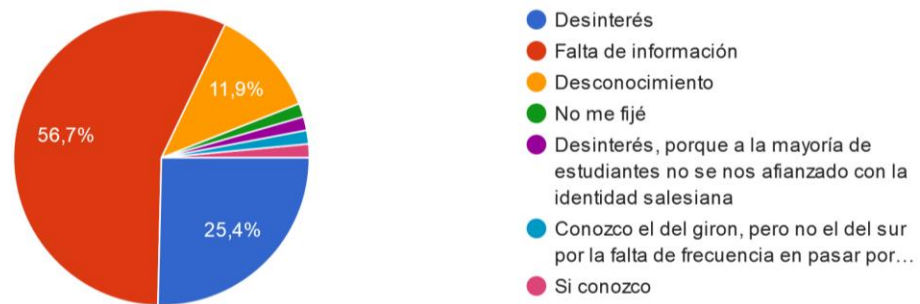 Desinterés
Falta de información
Desconocimiento
No me fijé
Desinterés, porque a la mayoría de
estudiantes no se nos afianzado con la
identidad salesiana
Conozco el del giron, pero no el del sur
por la falta de frecuencia en pasar por…
Si conozco
11,9%
56,7%
25,4%